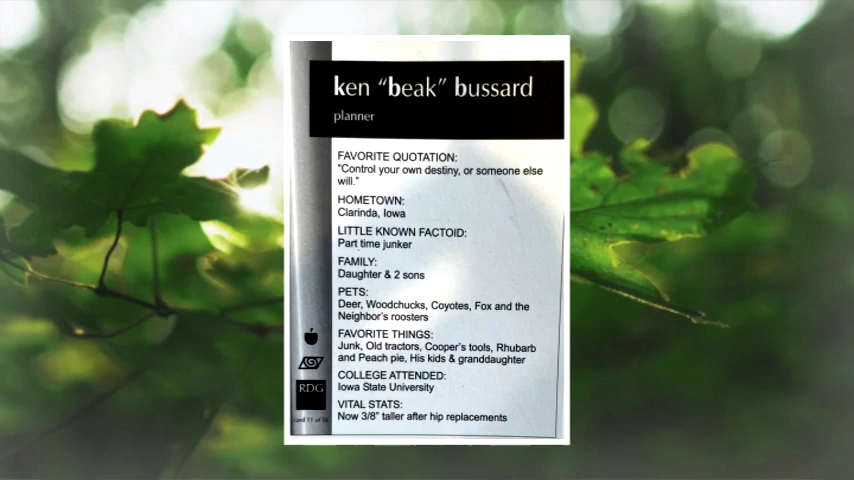 ken "beak" bussard
planner
FAVORITE QUOTATION:
"Control your own destiny, or someone else
will."
HOMETOWN:
Clarinda, Iowa
LITTLE KNOWN FACTOID:
Part time junker
FAMILY:
Daughter & 2 sons
PETS:
Deer, Woodchucks, Coyotes, Fox and the
Neighbor's roosters
FAVORITE THINGS:
Junk, Old tractors, Cooper's tools, Rhubarb
and Peach pie, His kids & granddaughter
COLLEGE ATTENDED:
Iowa State University
VITAL STATS:
Now 3/8" taller after hip replacements
RDG
card 11 of